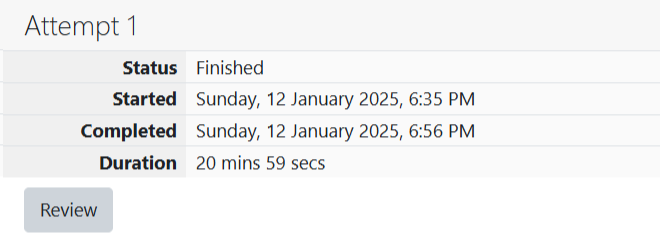 Attempt 1
Status Finished
Started Sunday, 12 January 2025, 6:35 PM
Completed Sunday, 12 January 2025, 6:56 PM
Duration 20 mins 59 secs
Review